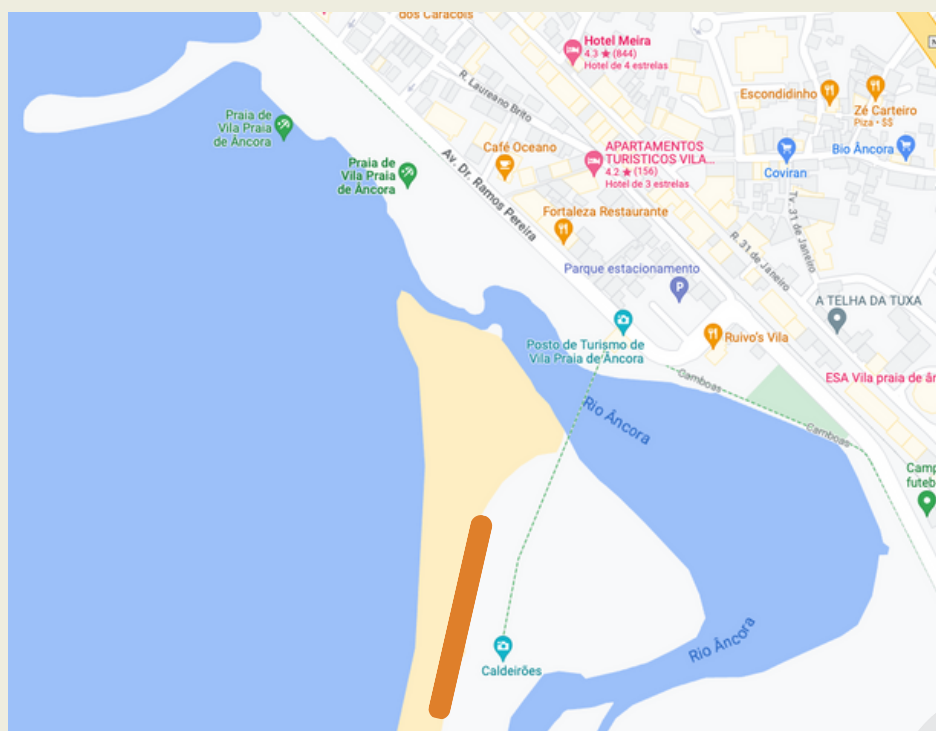 dos Caracois
Hotel Meira
4.3 ★ (844)
Hotel de 4 estrelas
N
R. Laureano Brito
Escondidinho
Zé Carteiro
Piza • $$
Praia de
Vila Praia
de Âncora
Café Oceano
APARTAMENTOS
TURISTICOS VILA...
4.2 ★ (156)
Hotel de 3 estrelas
Coviran
Bio Âncora
Praia de
Vila Praia
de Âncora
Av. Dr. Ramos Pereira
Tv. 31 de Janeiro
Fortaleza Restaurante
R. 31 de Janeiro
Parque estacionamento
P
A TELHA DA TUXA
Posto de Turismo de
Vila Praia de Âncora
Ruivo's Vila
Camboas
ESA Vila praia de ân
Rio Âncora
Camboas
Camp
futeb
Rio Âncora
Caldeirões